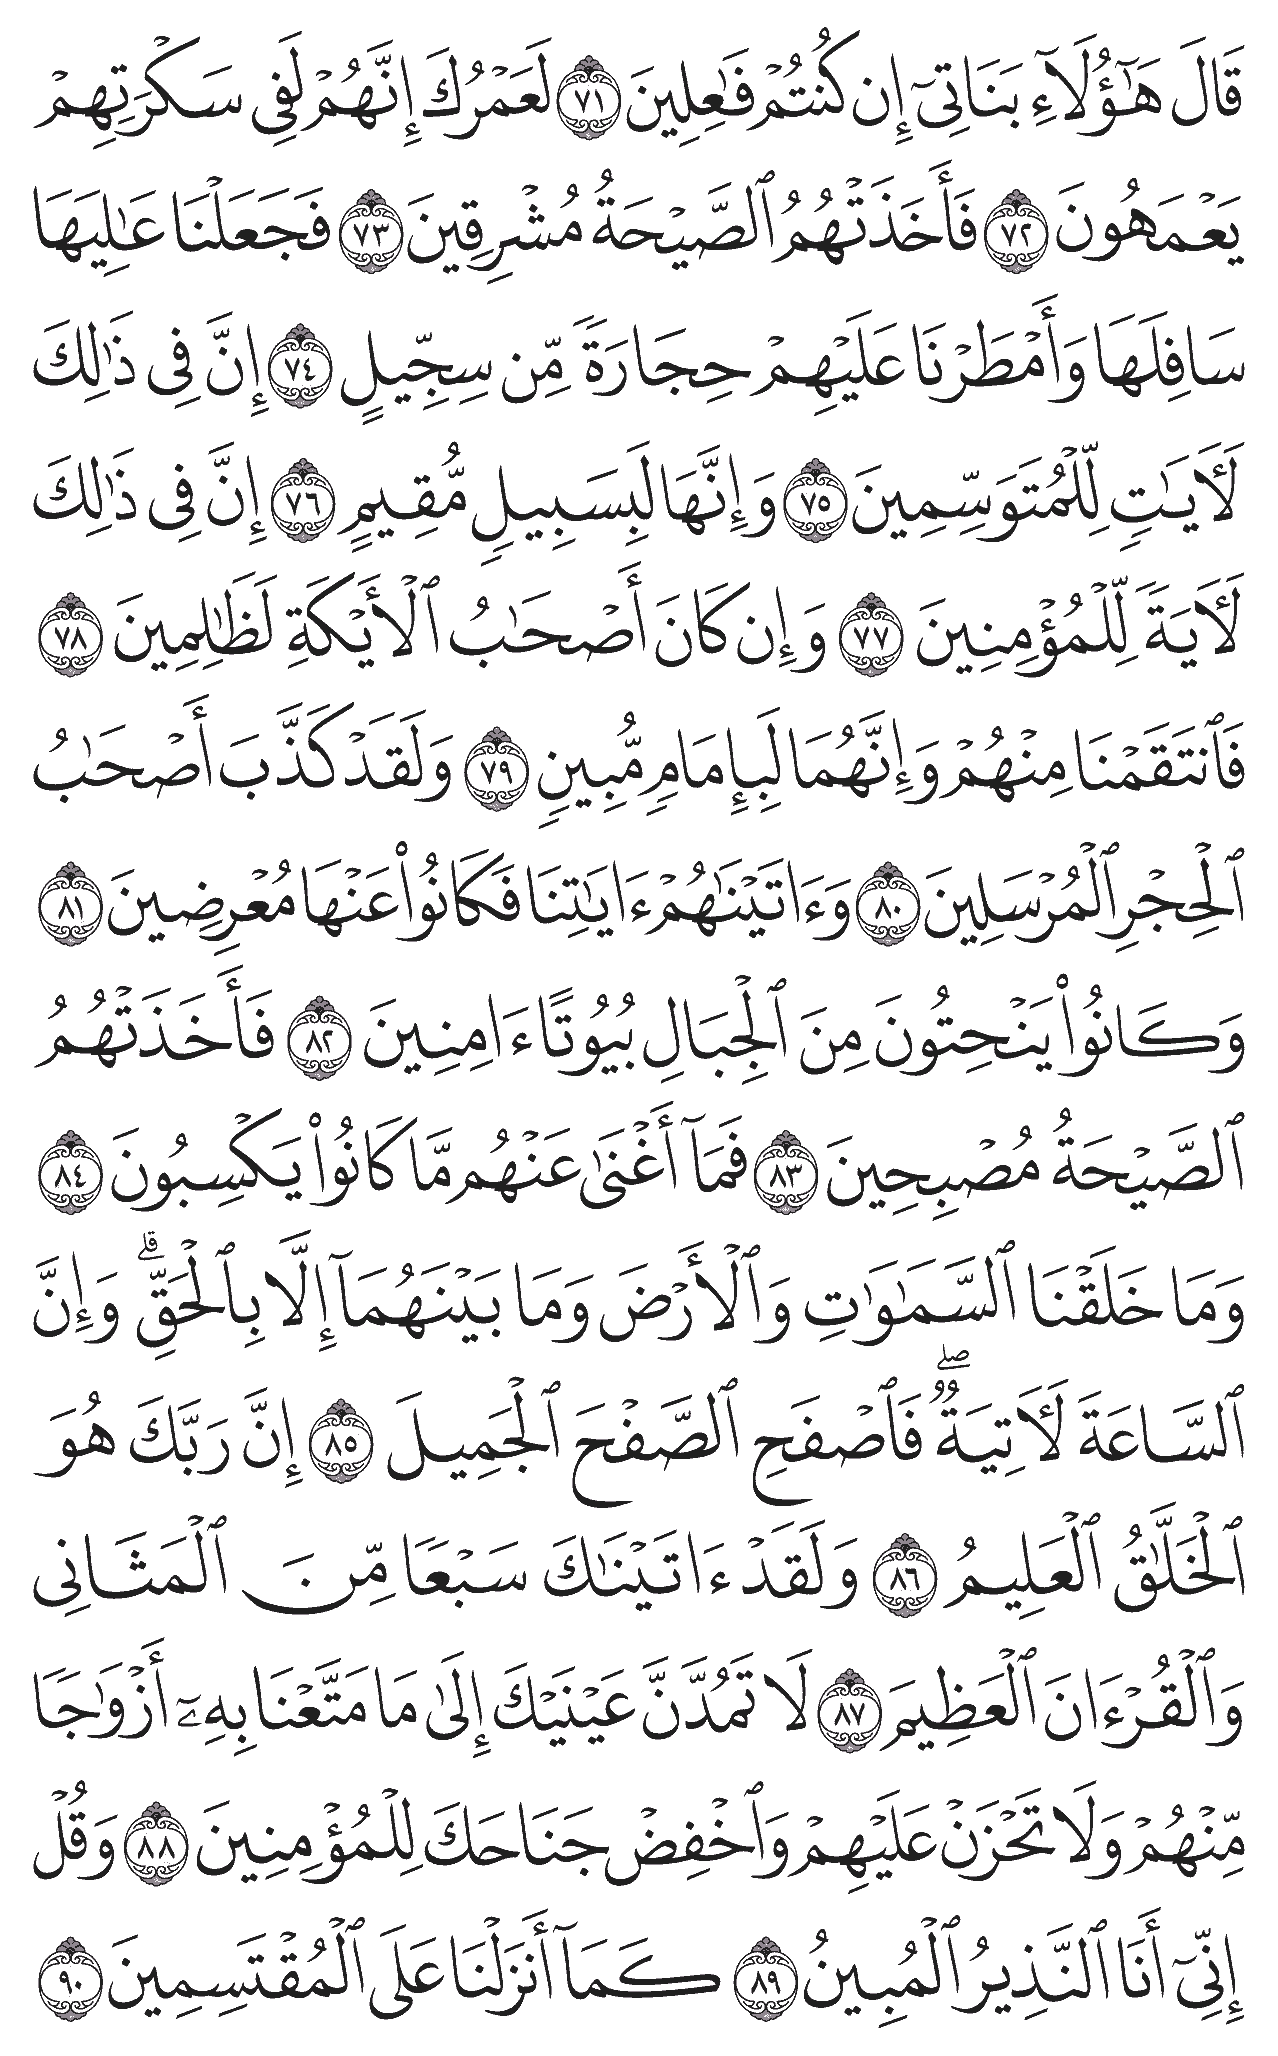 قَالَ هَٰٓؤُلَآءِ بَنَاتِىٓ إِن كُنتُمْ فَٰعِلِينَ ٧١ لَعَمْرُكَ إِنَّهُمْ لَفِى سَكْرَتِهِمْ
يَعْمَهُونَ ٧٢ فَأَخَذَتْهُمُ ٱلصَّيْحَةُ مُشْرِقِينَ ٧٣ فَجَعَلْنَا عَٰلِيَهَا
سَافِلَهَا وَأَمْطَرْنَا عَلَيْهِمْ حِجَارَةً مِّن سِجِّيلٍ ٧٤ إِنَّ فِى ذَٰلِكَ
لَءَايَٰتٍ لِّلْمُتَوَسِّمِينَ ٧٥ وَإِنَّهَا لَبِسَبِيلٍ مُّقِيمٍ ٧٦ إِنَّ فِى ذَٰلِكَ
لَءَايَةً لِّلْمُؤْمِنِينَ ٧٧ وَإِن كَانَ أَصْحَٰبُ ٱلْأَيْكَةِ لَظَٰلِمِينَ ٧٨
فَٱنتَقَمْنَا مِنْهُمْ وَإِنَّهُمَا لَبِإِمَامٍ مُّبِينٍ ٧٩ وَلَقَدْ كَذَّبَ أَصْحَٰبُ
ٱلْحِجْرِ ٱلْمُرْسَلِينَ ٨٠ وَءَاتَيْنَٰهُمْ ءَايَٰتِنَا فَكَانُوا۟ عَنْهَا مُعْرِضِينَ ٨١
وَكَانُوا۟ يَنْحِتُونَ مِنَ ٱلْجِبَالِ بُيُوتًا ءَامِنِينَ ٨٢ فَأَخَذَتْهُمُ
ٱلصَّيْحَةُ مُصْبِحِينَ ٨٣ فَمَآ أَغْنَىٰ عَنْهُم مَّا كَانُوا۟ يَكْسِبُونَ ٨٤
وَمَا خَلَقْنَا ٱلسَّمَٰوَٰتِ وَٱلْأَرْضَ وَمَا بَيْنَهُمَآ إِلَّا بِٱلْحَقِّ ۗ وَإِنَّ
ٱلسَّاعَةَ لَءَاتِيَةٌ ۖ فَٱصْفَحِ ٱلصَّفْحَ ٱلْجَمِيلَ ٨٥ إِنَّ رَبَّكَ هُوَ
ٱلْخَلَّٰقُ ٱلْعَلِيمُ ٨٦ وَلَقَدْ ءَاتَيْنَٰكَ سَبْعًا مِّنَ ٱلْمَثَانِى
وَٱلْقُرْءَانَ ٱلْعَظِيمَ ٨٧ لَا تَمُدَّنَّ عَيْنَيْكَ إِلَىٰ مَا مَتَّعْنَا بِهِۦٓ أَزْوَٰجًا
مِّنْهُمْ وَلَا تَحْزَنْ عَلَيْهِمْ وَٱخْفِضْ جَنَاحَكَ لِلْمُؤْمِنِينَ ٨٨ وَقُلْ
إِنِّىٓ أَنَا ٱلنَّذِيرُ ٱلْمُبِينُ ٨٩ كَمَآ أَنزَلْنَا عَلَى ٱلْمُقْتَسِمِينَ ٩٠